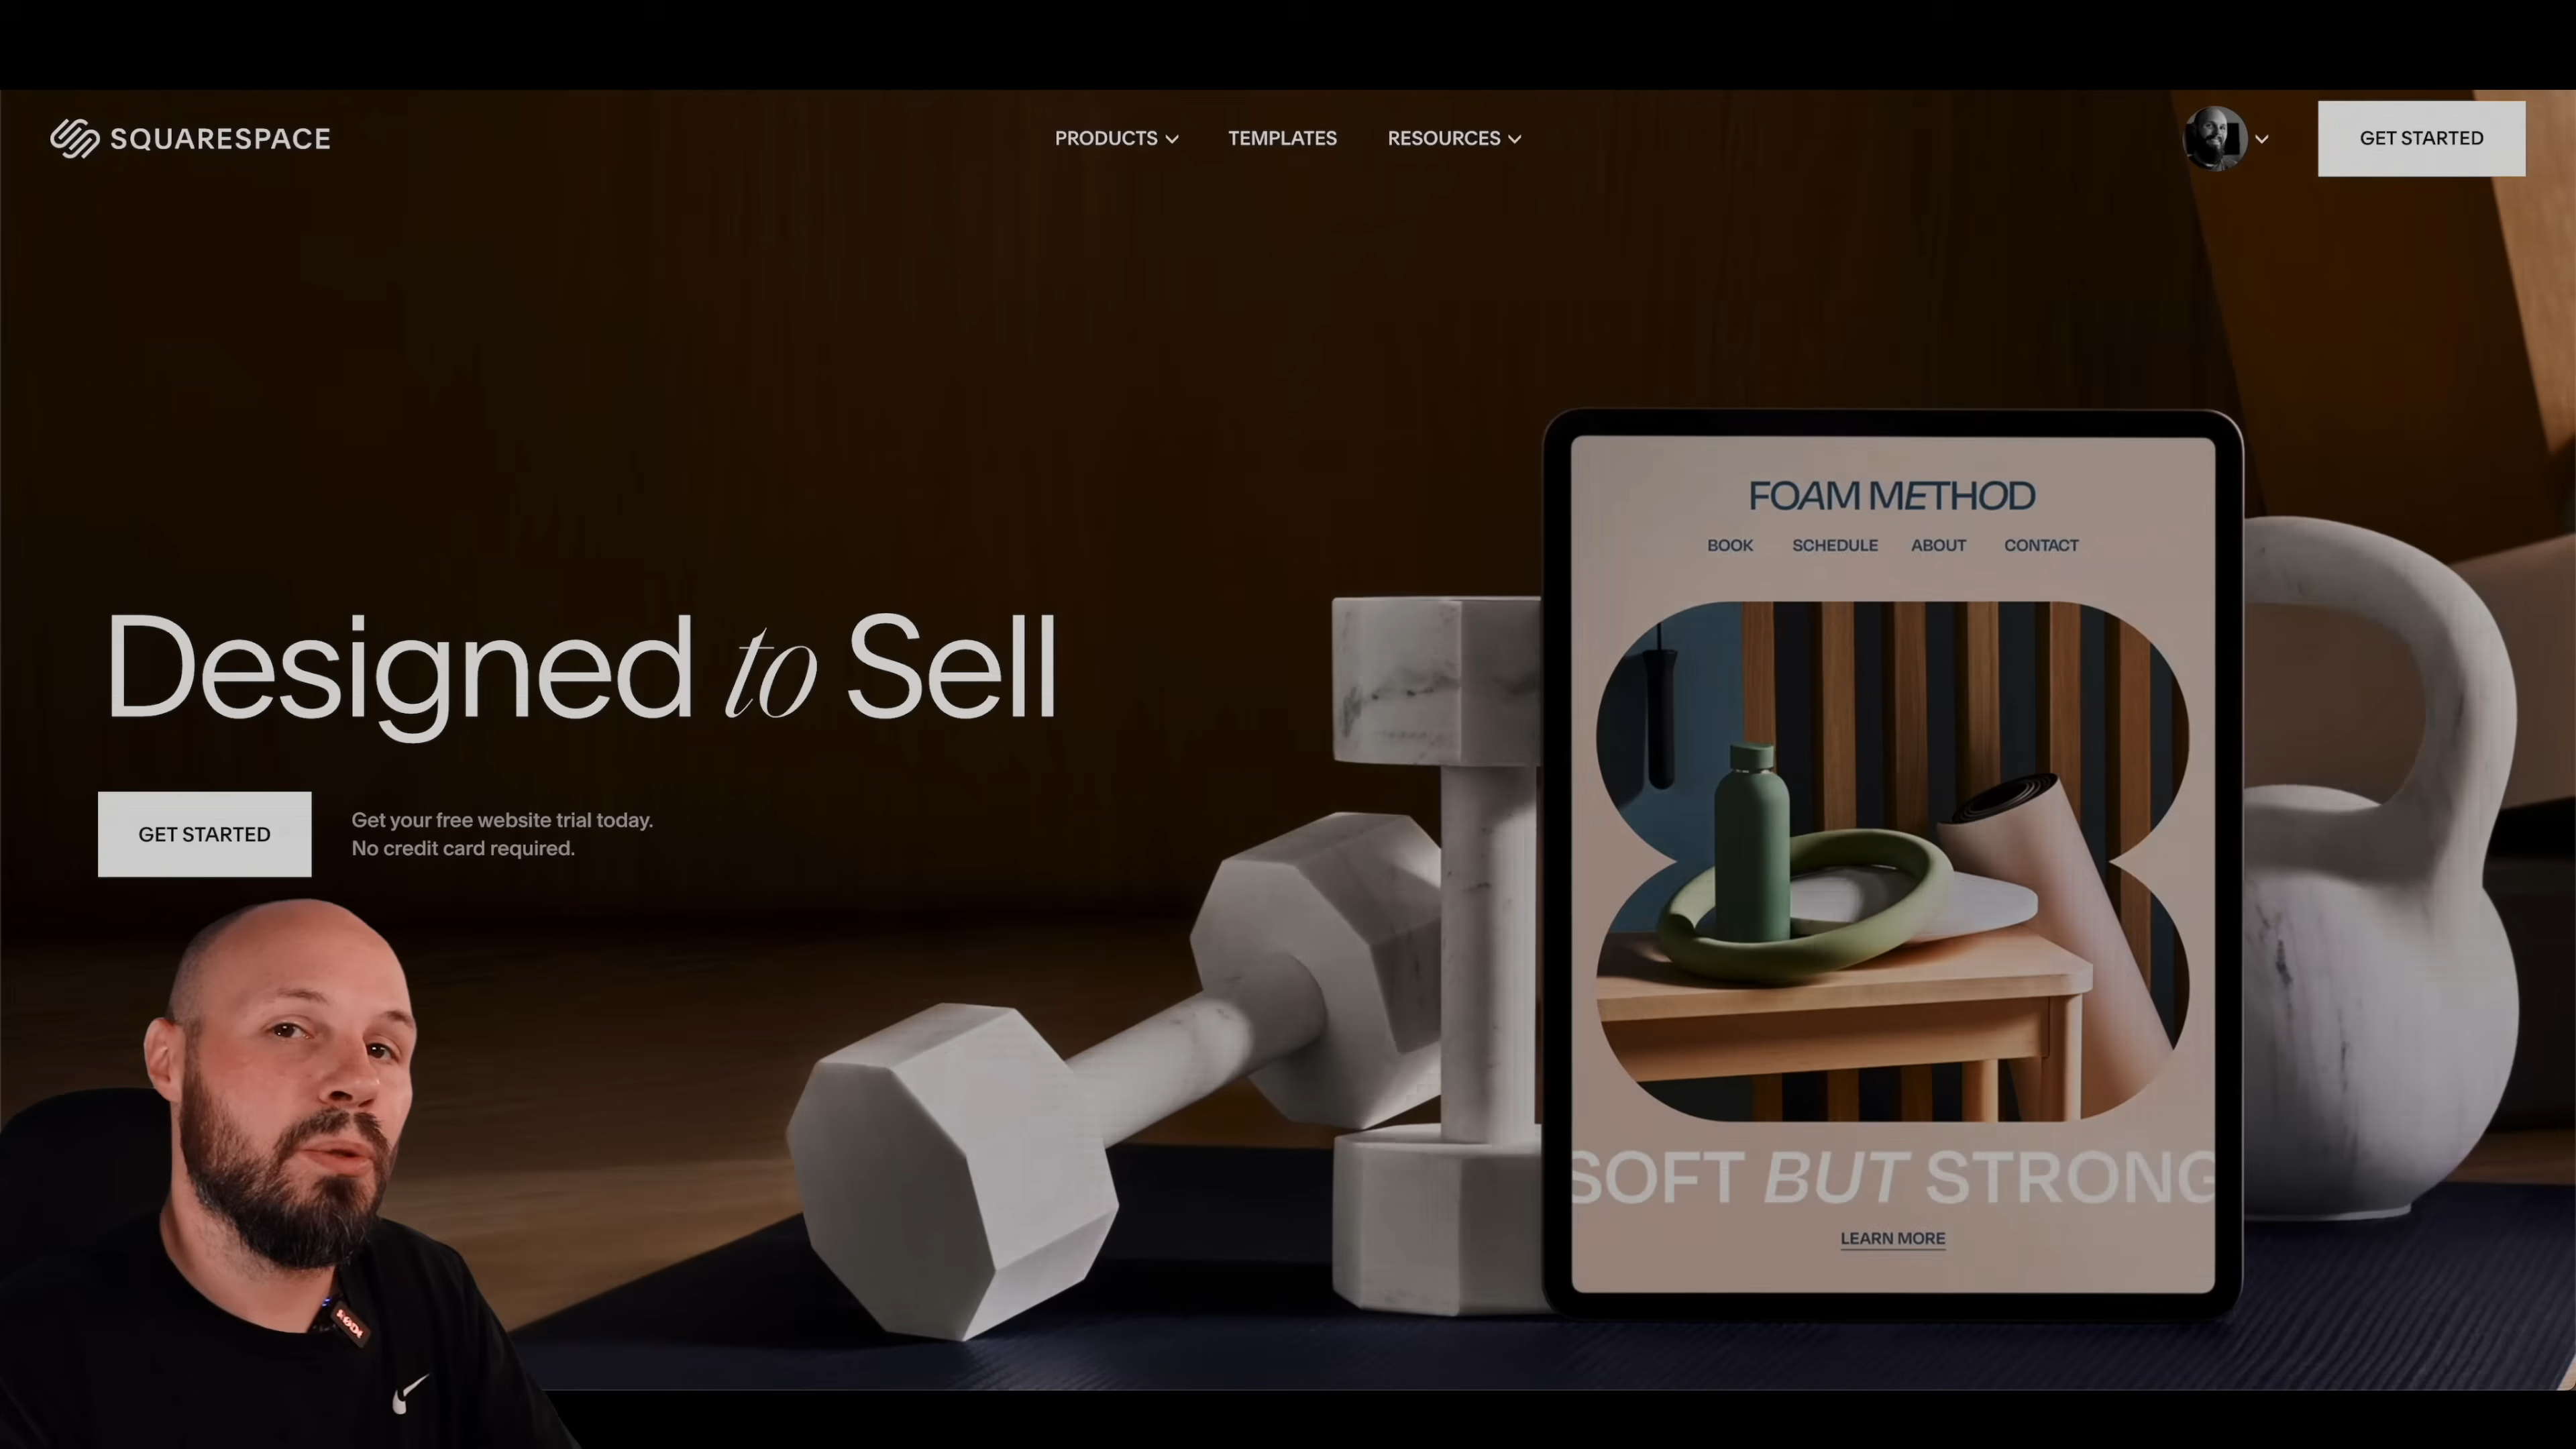 SQUARESPACE
PRODUCTS
TEMPLATES
RESOURCES
GET STARTED
Designed to Sell
GET STARTED
Get your free website trial today.
No credit card required.
FOAM METHOD
BOOK
SCHEDULE
ABOUT
CONTACT
SOFT BUT STRONG
LEARN MORE